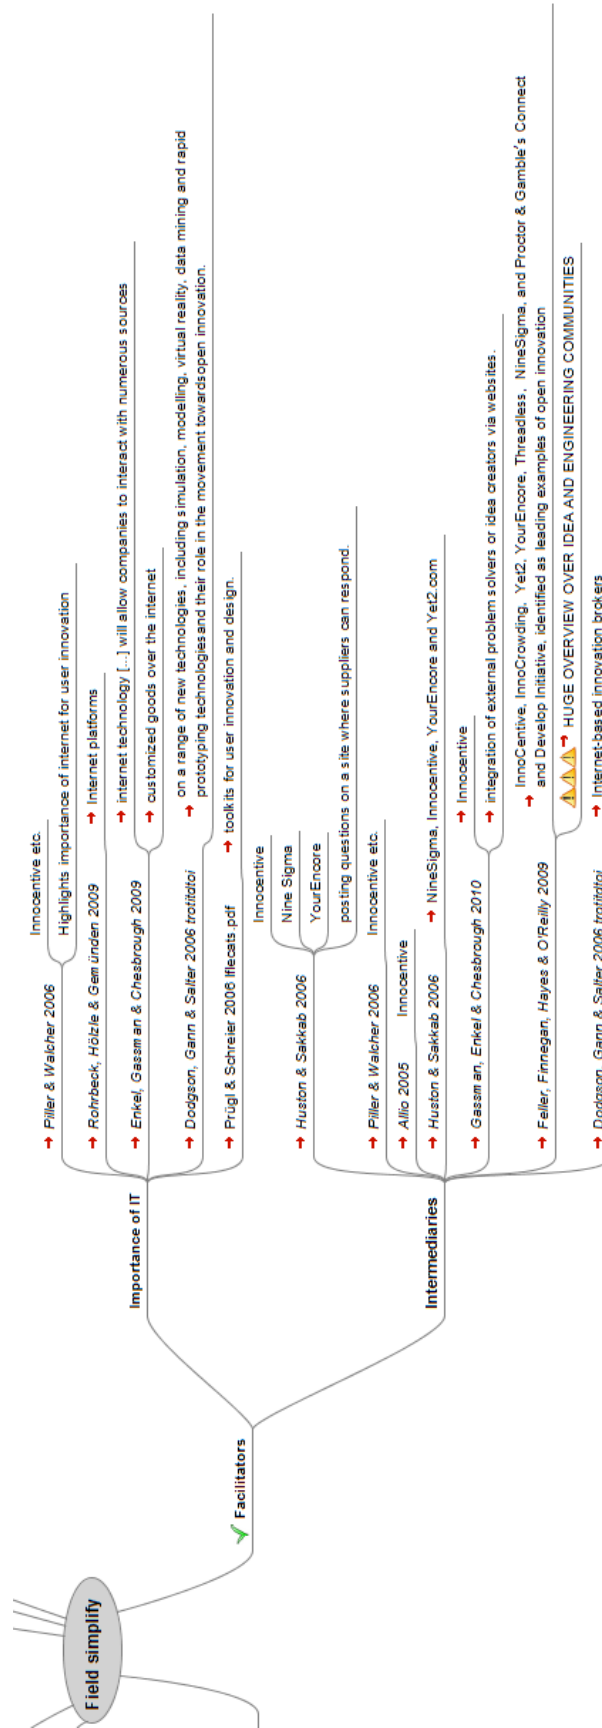 Field simplify
Facilitators
Importance of IT
Piller & Walcher 2006
Innocentive etc.
Highlights importance of internet for user innovation
Rohrbeck, Hölzle & Gemünden 2009
Internet platforms
Enkel, Gassman & Chesbrough 2009
internet technology [...] will allow companies to interact with numerous sources
customized goods over the internet
Dodgson, Gann & Salter 2006 trotitdtoi
on a range of new technologies, including simulation, modelling, virtual reality, data mining and rapid
prototyping technologiesand their role in the movement towardsopen innovation.
Prügl & Schreier 2006 lflecats.pdf
toolkits for user innovation and design.
Intermediaries
Huston & Sakkab 2006
Innocentive
Nine Sigma
YourEncore
posting questions on a site where suppliers can respond.
Piller & Walcher 2006
Innocentive etc.
Allio 2005
Innocentive
Huston & Sakkab 2006
NineSigma, Innocentive, YourEncore and Yet2.com
Gassman, Enkel & Chesbrough 2010
Innocentive
integration of external problem solvers or idea creators via websites.
Feller, Finnegan, Hayes & O'Reilly 2009
InnoCentive, InnoCrowding, Yet2, YourEncore, Threadless, NineSigma, and Proctor & Gamble's Connect
and Develop Initiative, identified as leading examples of open innovation
HUGE OVERVIEW OVER IDEA AND ENGINEERING COMMUNITIES
Dodgson, Gann & Salter 2006 trotitdtoi
Internet-based innovation brokers